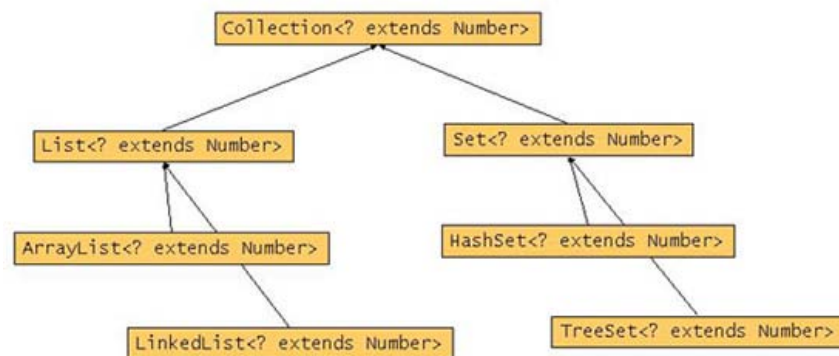 Collection<? extends Number>
List<? extends Number>
Set<? extends Number>
ArrayList<? extends Number>
HashSet<? extends Number>
LinkedList<? extends Number>
TreeSet<? extends Number>